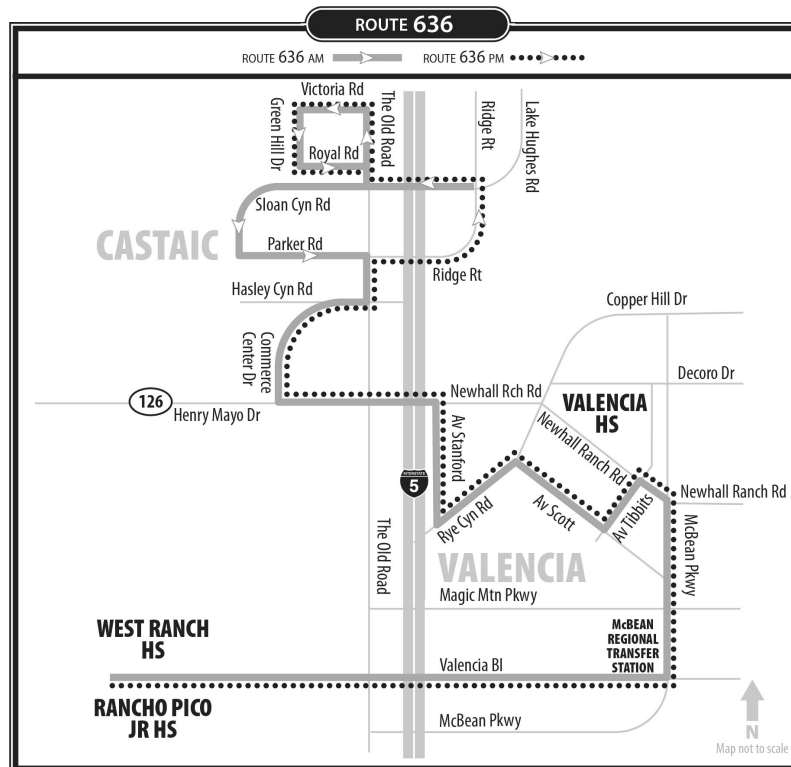 ROUTE 636
ROUTE 636 AM
ROUTE 636 PM
Victoria Rd
Green Hill Dr
The Old Road
Ridge Rt
Lake Hughes Rd
Royal Rd
Sloan Cyn Rd
CASTAIC
Parker Rd
Ridge Rt
Hasley Cyn Rd
Copper Hill Dr
Commerce
Center Dr
Decoro Dr
126
Henry Mayo Dr
Newhall Rch Rd
VALENCIA
HS
Av Stanford
Newhall Ranch Rd
INTERSTATE
5
Newhall Ranch Rd
Rye Cyn Rd
Av Scott
Av Tibbits
The Old Road
McBean Pkwy
VALENCIA
Magic Mtn Pkwy
WEST RANCH
HS
McBEAN
REGIONAL
TRANSFER
STATION
Valencia Bl
RANCHO PICO
JR HS
McBean Pkwy
N
Map not to scale